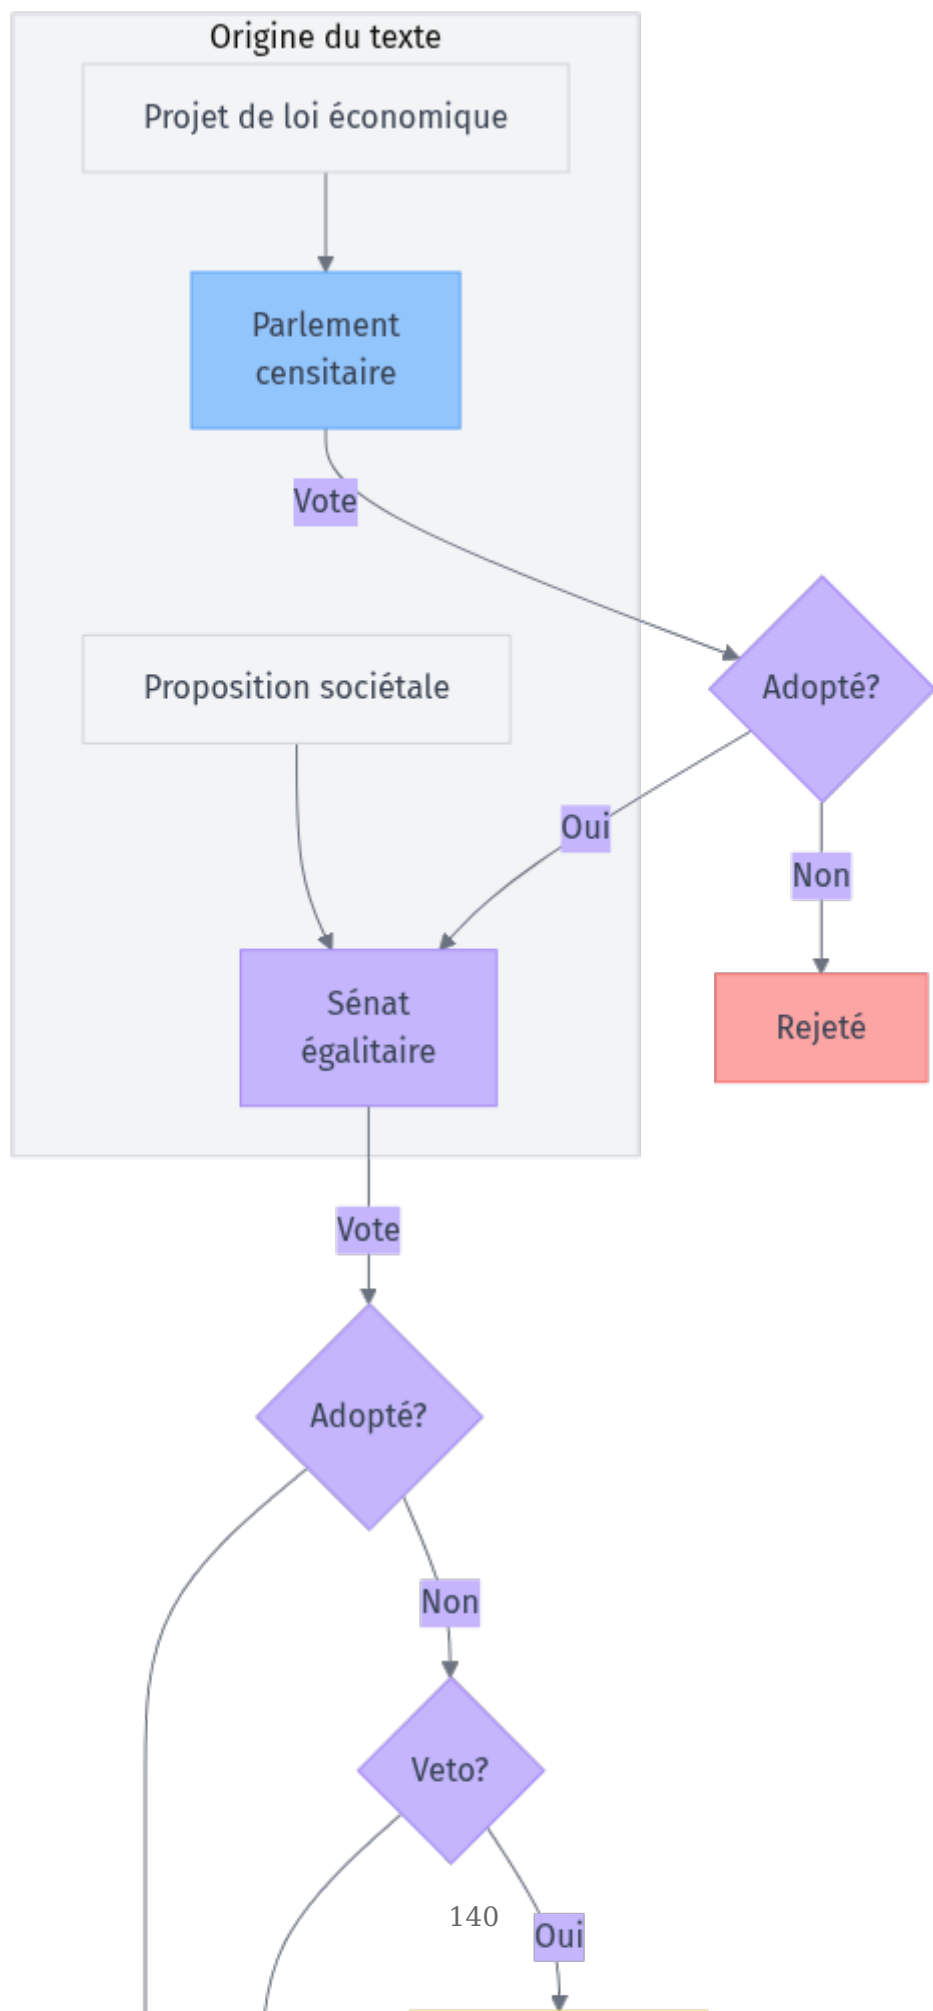 Origine du texte
Projet de loi économique
Parlement
censitaire
Vote
Proposition sociétale
Adopté?
Oui
Non
Sénat
égalitaire
Rejeté
Vote
Adopté?
Non
Veto?
140
Oui